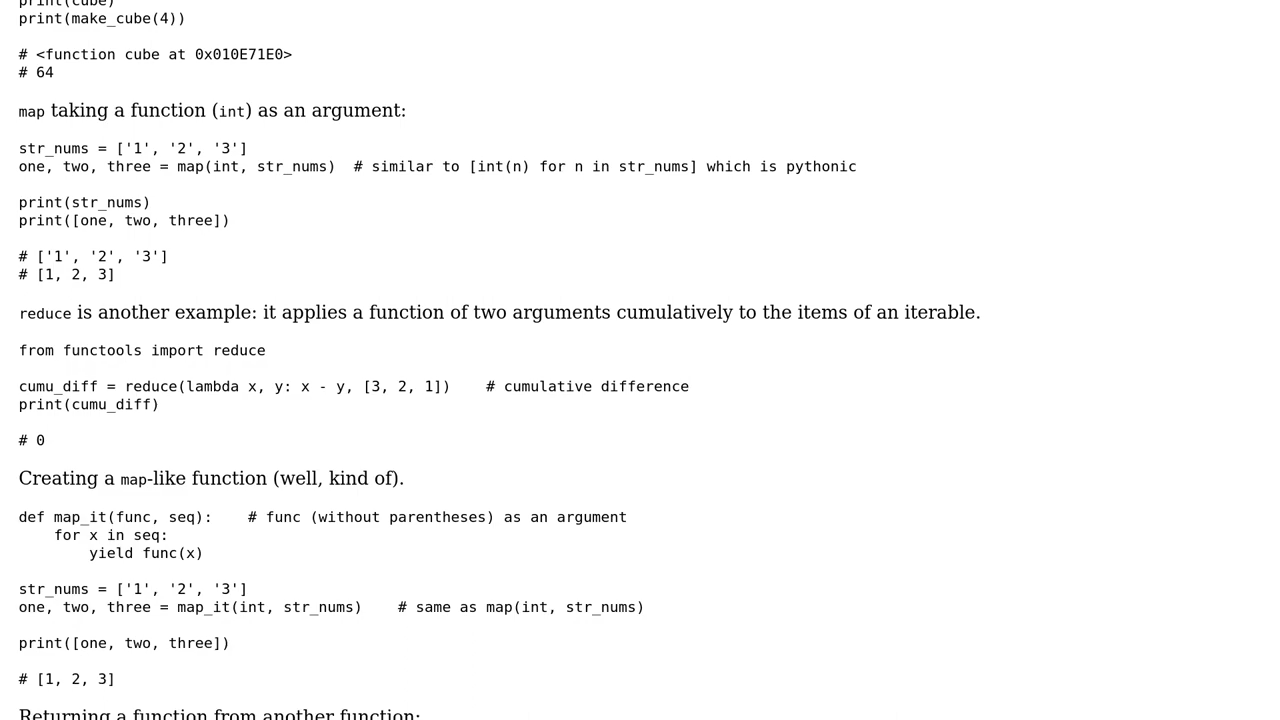 print(cube)
print(make_cube(4))
# <function cube at 0x010E71E0>
# 64
map taking a function (int) as an argument:
str_nums = ['1', '2', '3']
one, two, three = map(int, str_nums)  # similar to [int(n) for n in str_nums] which is pythonic
print(str_nums)
print([one, two, three])
# ['1', '2', '3']
# [1, 2, 3]
reduce is another example: it applies a function of two arguments cumulatively to the items of an iterable.
from functools import reduce
cumu_diff = reduce(lambda x, y: x - y, [3, 2, 1])    # cumulative difference
print(cumu_diff)
# 0
Creating a map-like function (well, kind of).
def map_it(func, seq):    # func (without parentheses) as an argument
    for x in seq:
        yield func(x)
str_nums = ['1', '2', '3']
one, two, three = map_it(int, str_nums)    # same as map(int, str_nums)
print([one, two, three])
# [1, 2, 3]
Returning a function from another function: